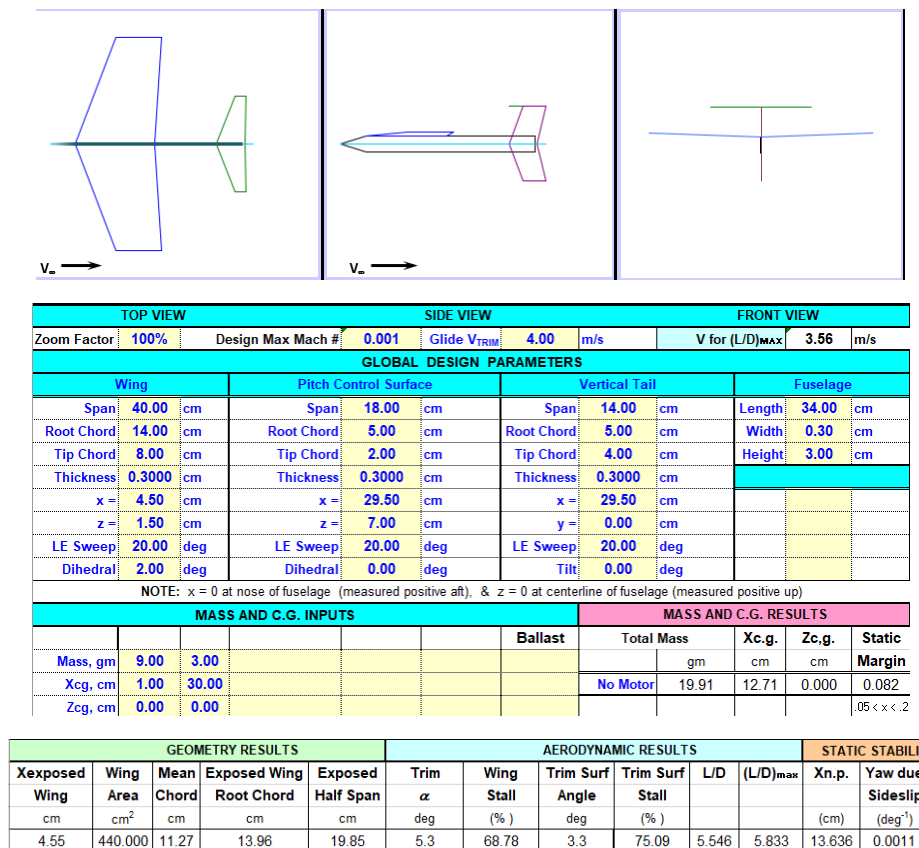 V∞ V∞
TOP VIEW SIDE VIEW FRONT VIEW
Zoom Factor 100% Design Max Mach # 0.001 Glide VTRIM 4.00 m/s V for (L/D)MAX 3.56 m/s
GLOBAL DESIGN PARAMETERS
Wing Pitch Control Surface Vertical Tail Fuselage
Span 40.00 cm Span 18.00 cm Span 14.00 cm Length 34.00 cm
Root Chord 14.00 cm Root Chord 5.00 cm Root Chord 5.00 cm Width 0.30 cm
Tip Chord 8.00 cm Tip Chord 2.00 cm Tip Chord 4.00 cm Height 3.00 cm
Thickness 0.3000 cm Thickness 0.3000 cm Thickness 0.3000 cm
x = 4.50 cm x = 29.50 cm x = 29.50 cm
z = 1.50 cm z = 7.00 cm y = 0.00 cm
LE Sweep 20.00 deg LE Sweep 20.00 deg LE Sweep 20.00 deg
Dihedral 2.00 deg Dihedral 0.00 deg Tilt 0.00 deg
NOTE: x = 0 at nose of fuselage (measured positive aft), & z = 0 at centerline of fuselage (measured positive up)
MASS AND C.G. INPUTS MASS AND C.G. RESULTS
Ballast Total Mass Xc.g. Zc,g. Static
Mass, gm 9.00 3.00 gm cm cm Margin
Xcg, cm 1.00 30.00 No Motor 19.91 12.71 0.000 0.082
Zcg, cm 0.00 0.00 .05 < x < .2
GEOMETRY RESULTS AERODYNAMIC RESULTS STATIC STABILI
Xexposed Wing Mean Exposed Wing Exposed Trim Wing Trim Surf Trim Surf L/D (L/D)max Xn.p. Yaw due
Wing Area Chord Root Chord Half Span α Stall Angle Stall Sideslip
cm cm² cm cm cm deg (% ) deg (% ) (cm) (deg⁻¹)
4.55 440.000 11.27 13.96 19.85 5.3 68.78 3.3 75.09 5.546 5.833 13.636 0.0011